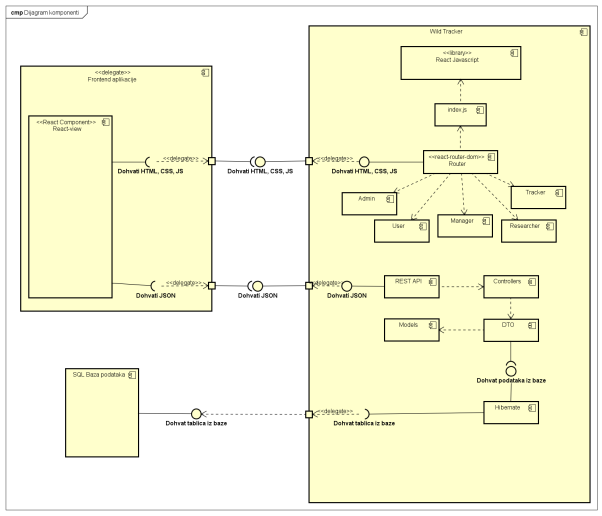 cmp Dijagram komponenti
Wild Tracker
<<library>>
React Javascript
<<delegate>>
Frontend aplikacije
index.js
<<React Component>>
React-view
<<delegate>>
<<delegate>>
<<react-router-dom>>
Router
Dohvati HTML, CSS, JS
Dohvati HTML, CSS, JS
Dohvati HTML, CSS, JS
Admin
Tracker
User
Manager
Researcher
<<delegate>>
<<delegate>>
REST API
Controllers
Dohvati JSON
Dohvati JSON
Dohvati JSON
Models
DTO
SQL Baza podataka
Dohvat podataka iz baze
<<delegate>>
Hibernate
Dohvat tablica iz baze
Dohvat tablica iz baze